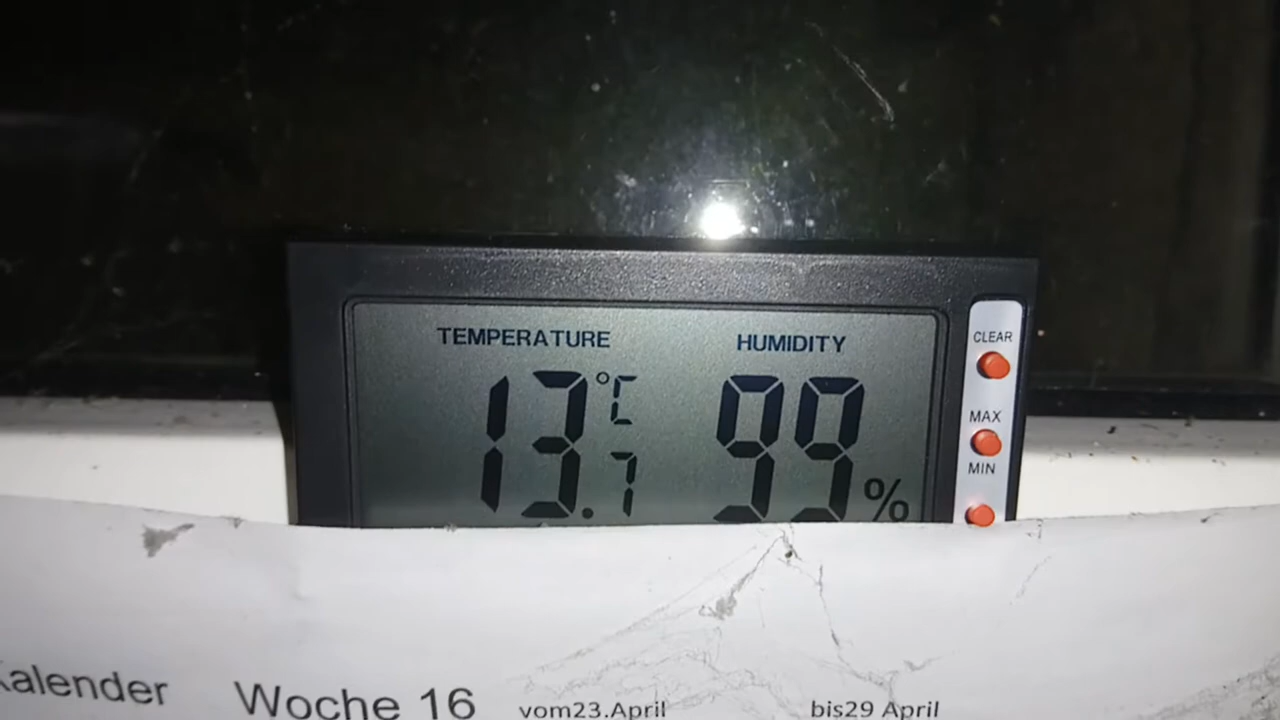 TEMPERATURE HUMIDITY
13.7 °C 99 %
CLEAR
MAX
MIN
Kalender Woche 16 vom23.April bis29 April